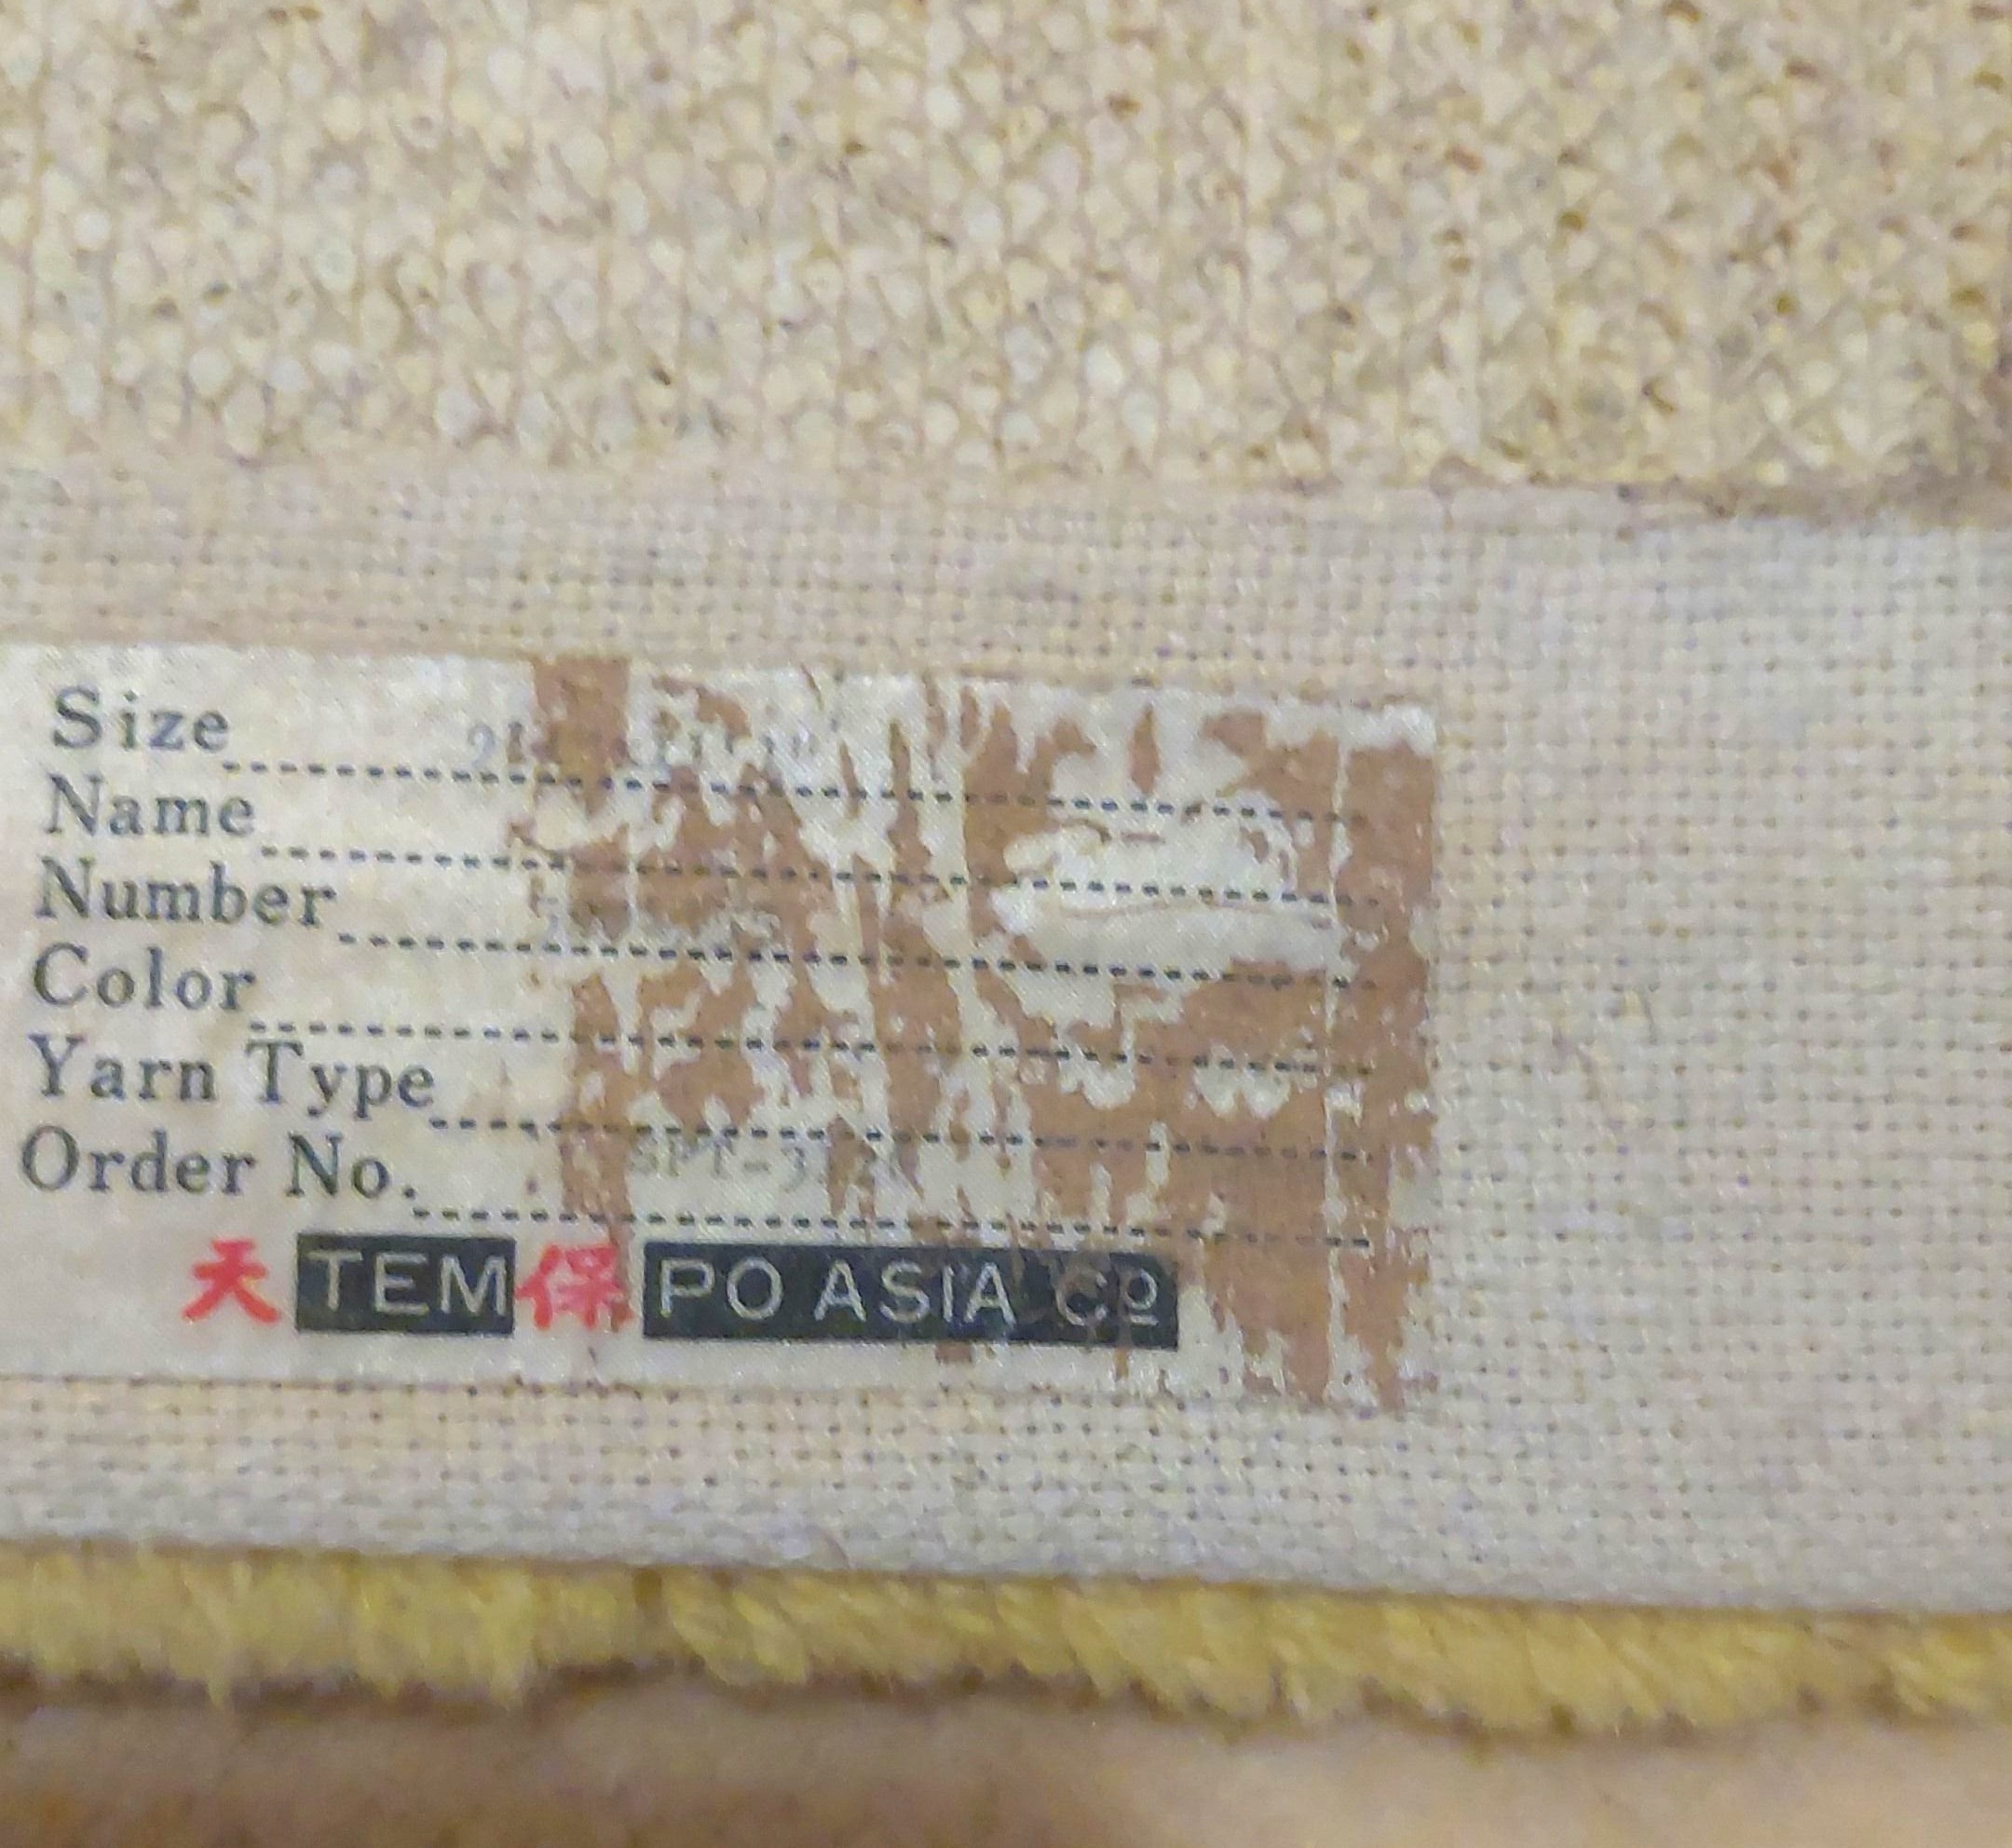 Size
Name
Number
Color
Yarn Type
Order No.
天 TEM 保 PO ASIA Cº